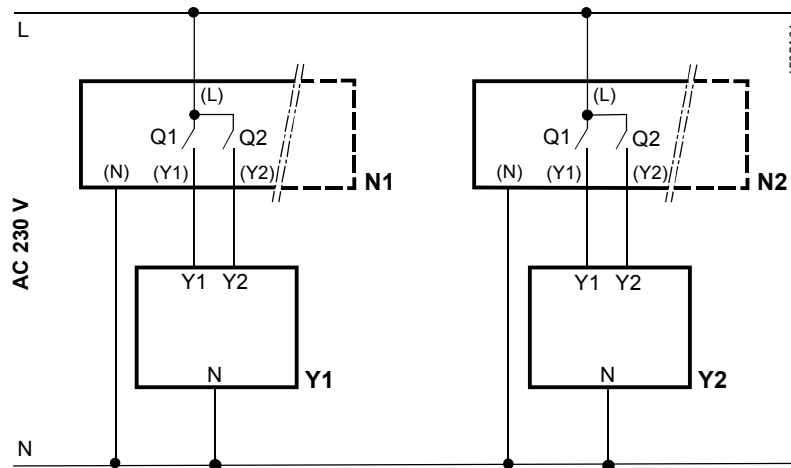 L
(L)
(L)
Q1 Q2
Q1 Q2
(N) (Y1) (Y2)
N1
(N) (Y1) (Y2)
N2
AC 230 V
Y1 Y2
N
Y1
Y1 Y2
N
Y2
N